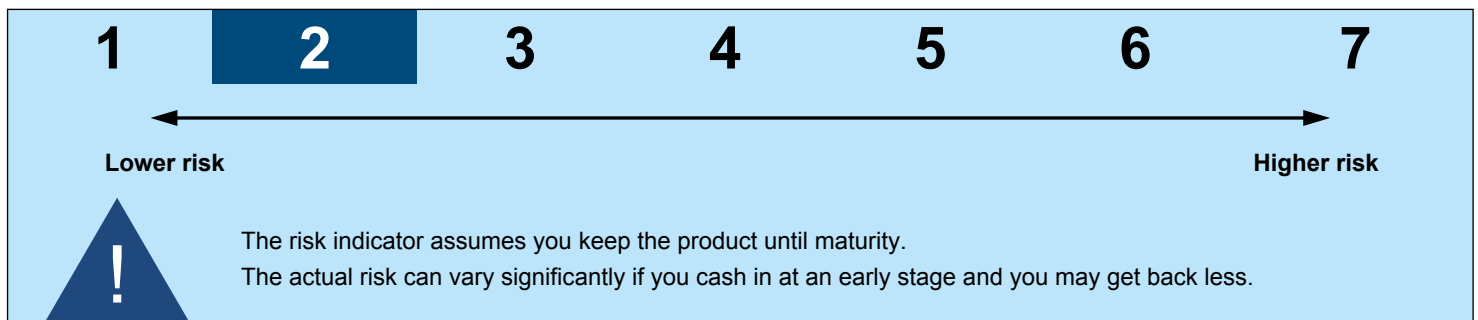 1 2 3 4 5 6 7
Lower risk Higher risk
!
The risk indicator assumes you keep the product until maturity.
The actual risk can vary significantly if you cash in at an early stage and you may get back less.